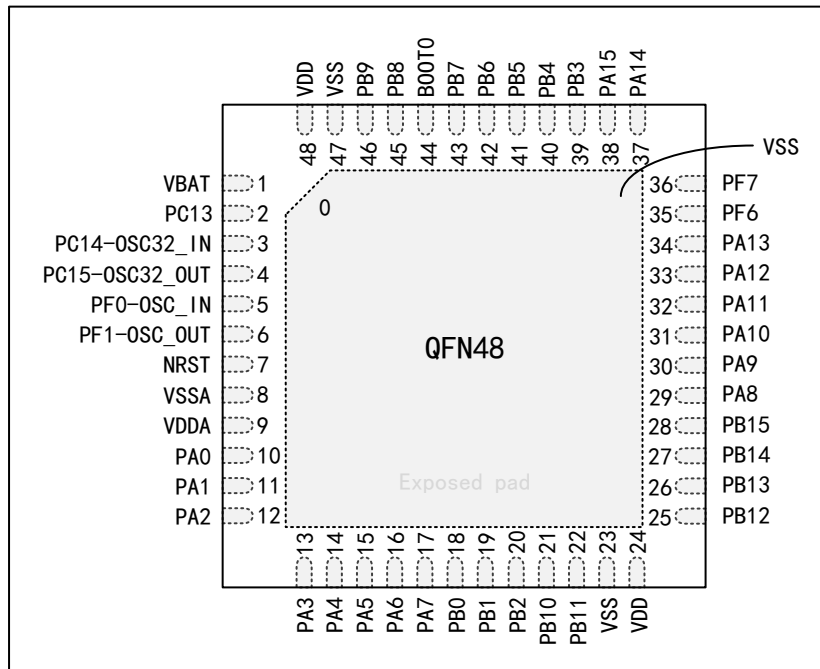 VDD
VSS
PB9
PB8
BOOT0
PB7
PB6
PB5
PB4
PB3
PA15
PA14
48
47
46
45
44
43
42
41
40
39
38
37
VSS
VBAT 1
PC13 2
PC14-OSC32_IN 3
PC15-OSC32_OUT 4
PF0-OSC_IN 5
PF1-OSC_OUT 6
NRST 7
VSSA 8
VDDA 9
PA0 10
PA1 11
PA2 12
0
QFN48
Exposed pad
36 PF7
35 PF6
34 PA13
33 PA12
32 PA11
31 PA10
30 PA9
29 PA8
28 PB15
27 PB14
26 PB13
25 PB12
13
14
15
16
17
18
19
20
21
22
23
24
PA3
PA4
PA5
PA6
PA7
PB0
PB1
PB2
PB10
PB11
VSS
VDD